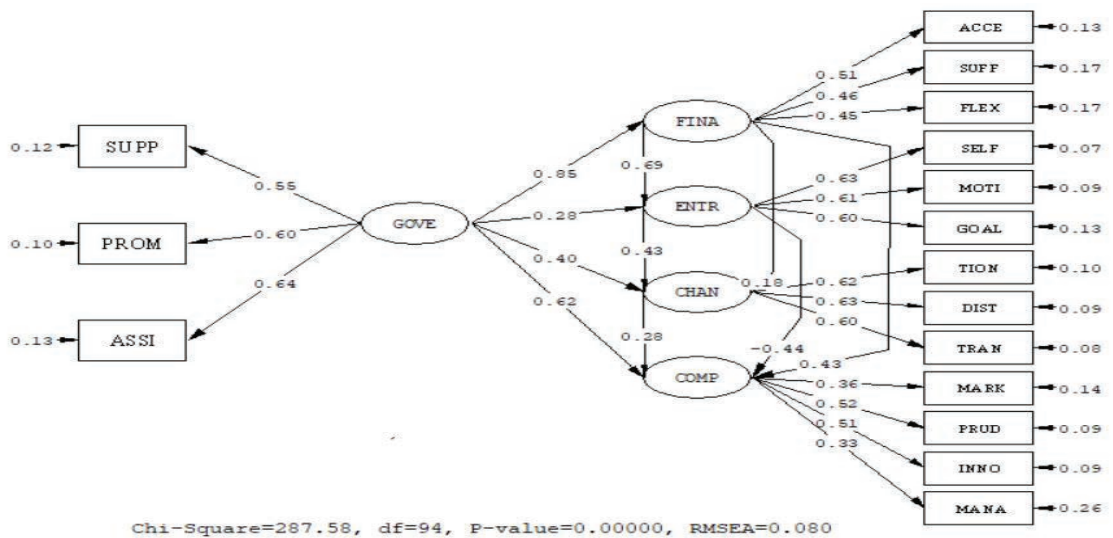 ACCE 0.13
0.51 SUFF 0.17
0.46
FINA 0.45 FLEX 0.17
0.12 SUPP SELF 0.07
0.55 0.85 0.69 0.63 MOTI 0.09
0.61
0.10 PROM 0.60 GOVE 0.28 ENTR 0.60 GOAL 0.13
0.64 0.40 0.43 0.62 TION 0.10
0.18
0.62 CHAN 0.63 DIST 0.09
0.60
0.13 ASSI 0.28 -0.44 TRAN 0.08
0.43
COMP 0.36 MARK 0.14
0.52
0.51 PRUD 0.09
0.33
INNO 0.09
MANA 0.26
Chi-Square=287.58, df=94, P-value=0.00000, RMSEA=0.080